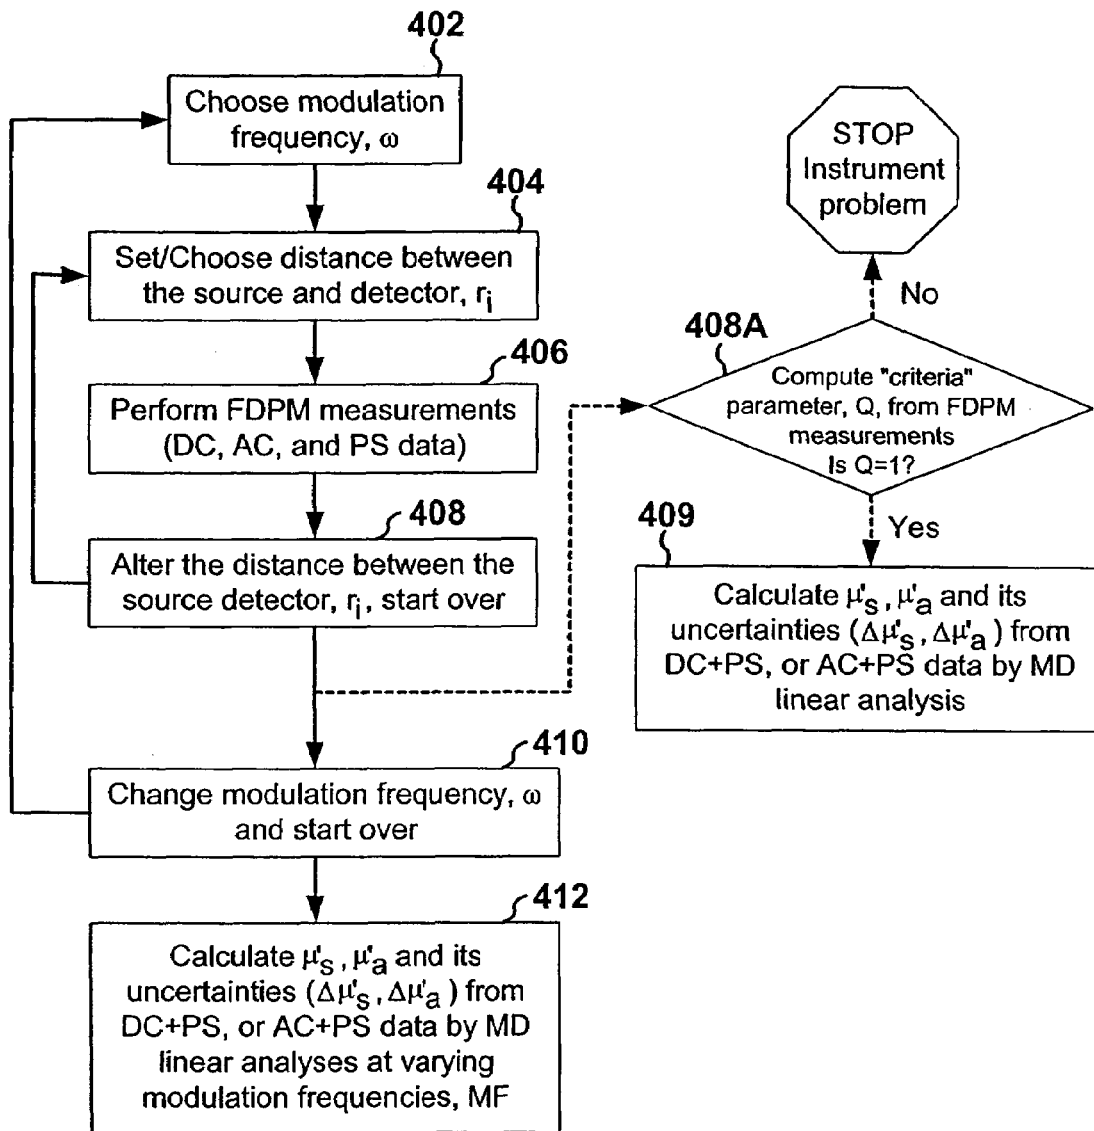 402
Choose modulation
frequency, ω
404
Set/Choose distance between
the source and detector, ri
406
Perform FDPM measurements
(DC, AC, and PS data)
408
Alter the distance between the
source detector, ri, start over
410
Change modulation frequency, ω
and start over
412
Calculate μ's, μ'a and its
uncertainties (Δμ's, Δμ'a) from
DC+PS, or AC+PS data by MD
linear analyses at varying
modulation frequencies, MF
STOP
Instrument
problem
No
408A
Compute "criteria"
parameter, Q, from FDPM
measurements
Is Q=1?
Yes
409
Calculate μ's, μ'a and its
uncertainties (Δμ's, Δμ'a) from
DC+PS, or AC+PS data by MD
linear analysis